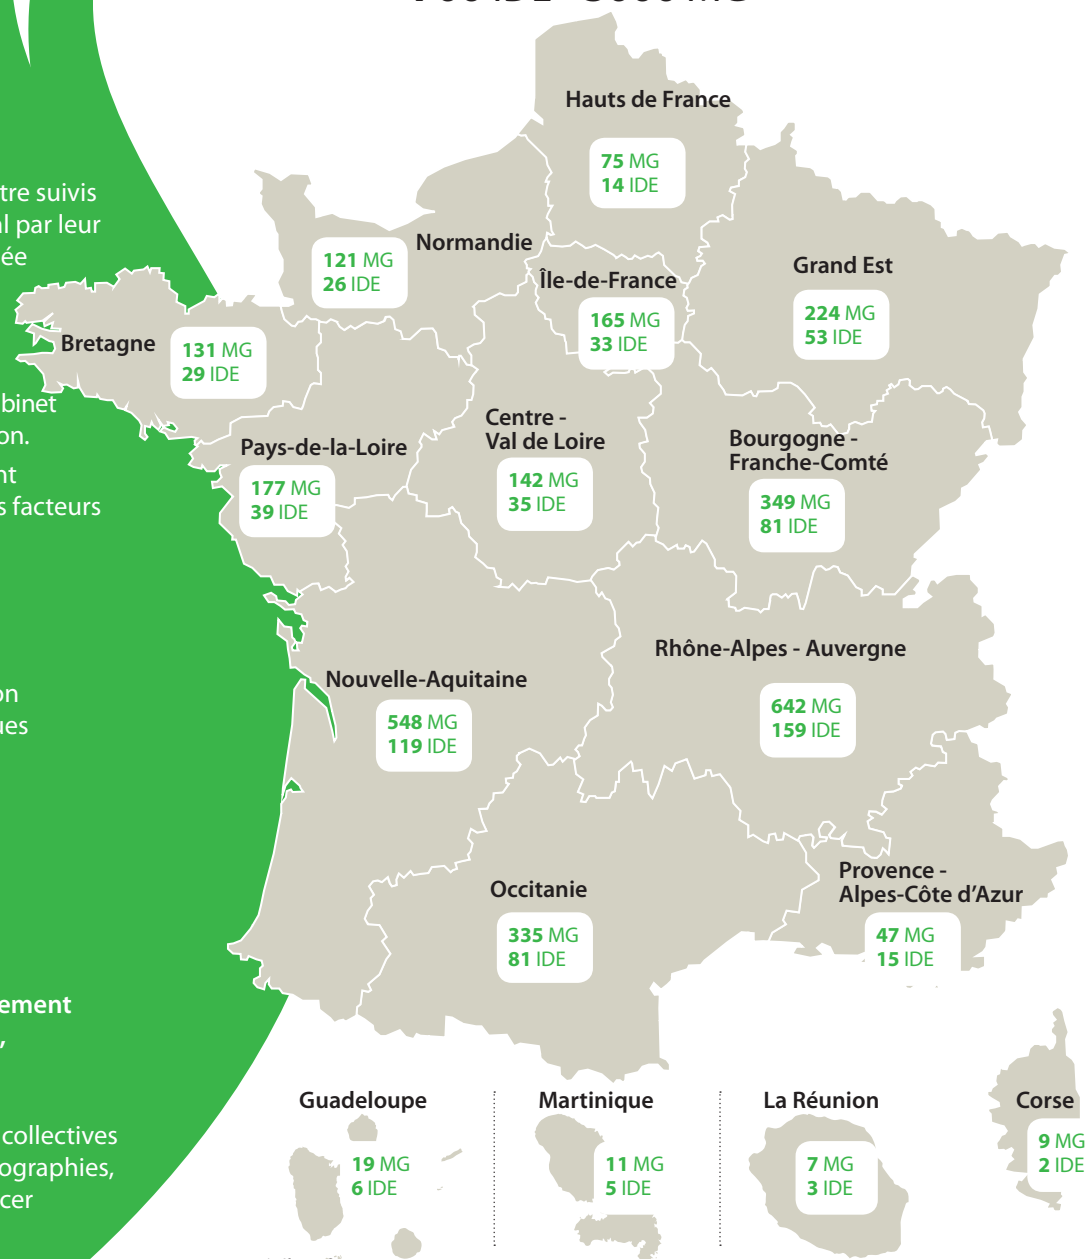 tre suivis
par leur
ée
binet
on.
nt
s facteurs
on
ues
ement
,
collectives
ographies,
cer
Hauts de France
75 MG
14 IDE
Normandie
121 MG
26 IDE
Île-de-France
165 MG
33 IDE
Grand Est
224 MG
53 IDE
Bretagne
131 MG
29 IDE
Pays-de-la-Loire
177 MG
39 IDE
Centre -
Val de Loire
142 MG
35 IDE
Bourgogne -
Franche-Comté
349 MG
81 IDE
Nouvelle-Aquitaine
548 MG
119 IDE
Rhône-Alpes - Auvergne
642 MG
159 IDE
Occitanie
335 MG
81 IDE
Provence -
Alpes-Côte d’Azur
47 MG
15 IDE
Guadeloupe
19 MG
6 IDE
Martinique
11 MG
5 IDE
La Réunion
7 MG
3 IDE
Corse
9 MG
2 IDE